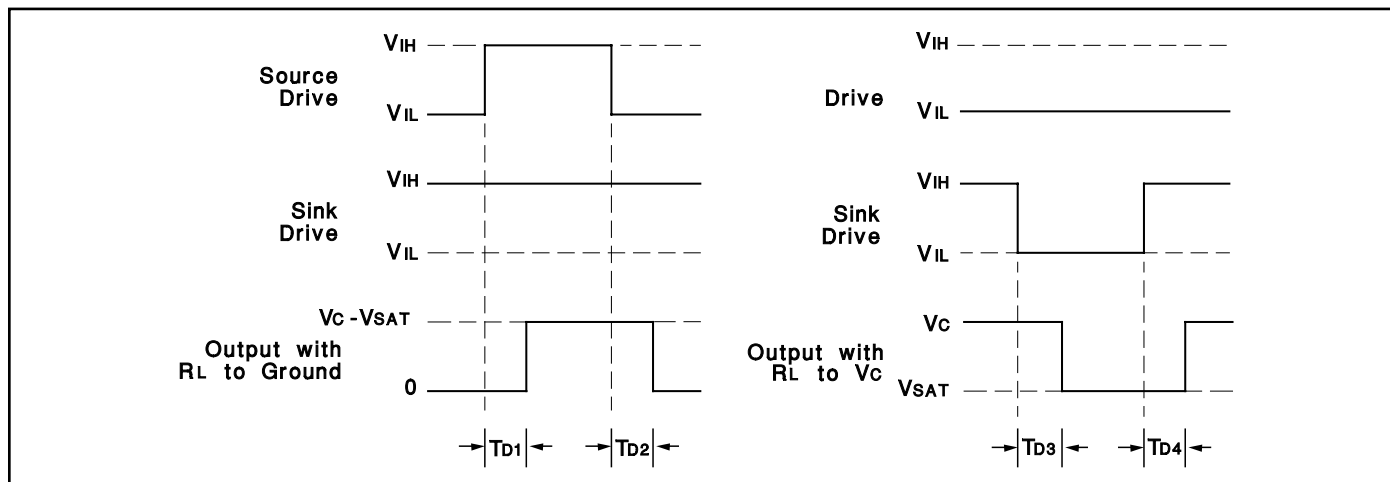 VIH
Source
Drive
VIL
VIH
Sink
Drive
VIL
VC -VSAT
Output with
RL to Ground
0
TD1
TD2
VIH
Drive
VIL
VIH
Sink
Drive
VIL
VC
Output with
RL to VC
VSAT
TD3
TD4